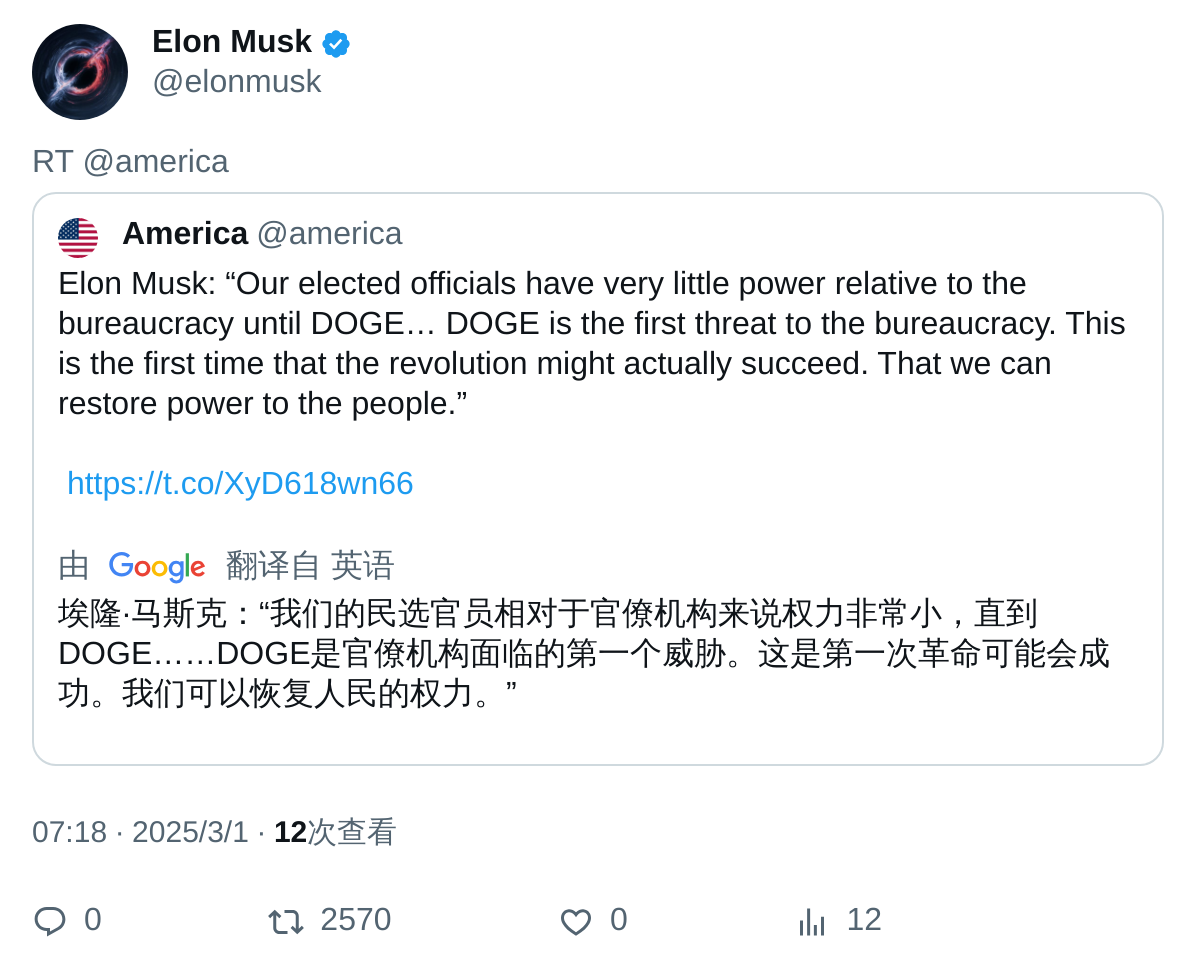 Elon Musk
@elonmusk
RT @america
America @america
Elon Musk: “Our elected officials have very little power relative to the
bureaucracy until DOGE… DOGE is the first threat to the bureaucracy. This
is the first time that the revolution might actually succeed. That we can
restore power to the people.”
https://t.co/XyD618wn66
由 Google 翻译自 英语
埃隆·马斯克：“我们的民选官员相对于官僚机构来说权力非常小，直到
DOGE……DOGE是官僚机构面临的第一个威胁。这是第一次革命可能会成
功。我们可以恢复人民的权力。”
07:18 · 2025/3/1 · 12次查看
0 2570 0 12